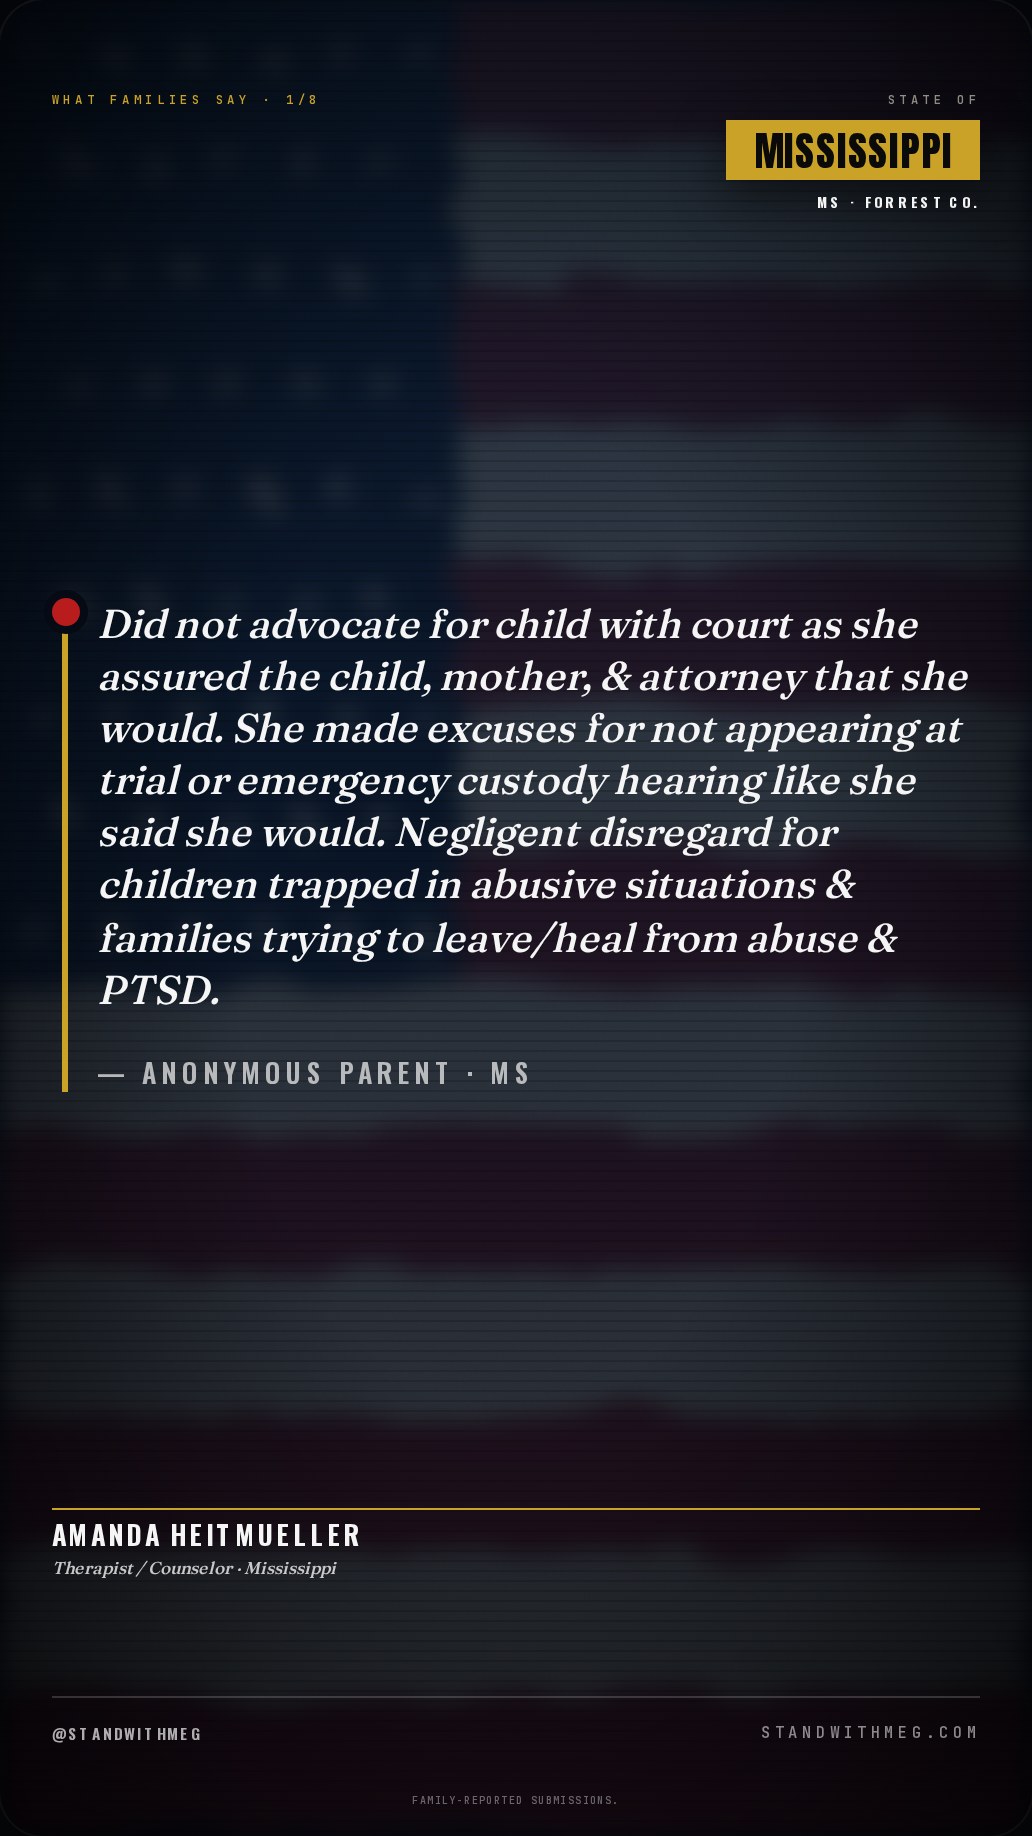 WHAT FAMILIES SAY · 1/8
STATE OF
MISSISSIPPI
MS · FORREST CO.
Did not advocate for child with court as she
assured the child, mother, & attorney that she
would. She made excuses for not appearing at
trial or emergency custody hearing like she
said she would. Negligent disregard for
children trapped in abusive situations &
families trying to leave/heal from abuse &
PTSD.
— ANONYMOUS PARENT · MS
AMANDA HEITMUELLER
Therapist / Counselor · Mississippi
@STANDWITHMEG
STANDWITHMEG.COM
FAMILY-REPORTED SUBMISSIONS.